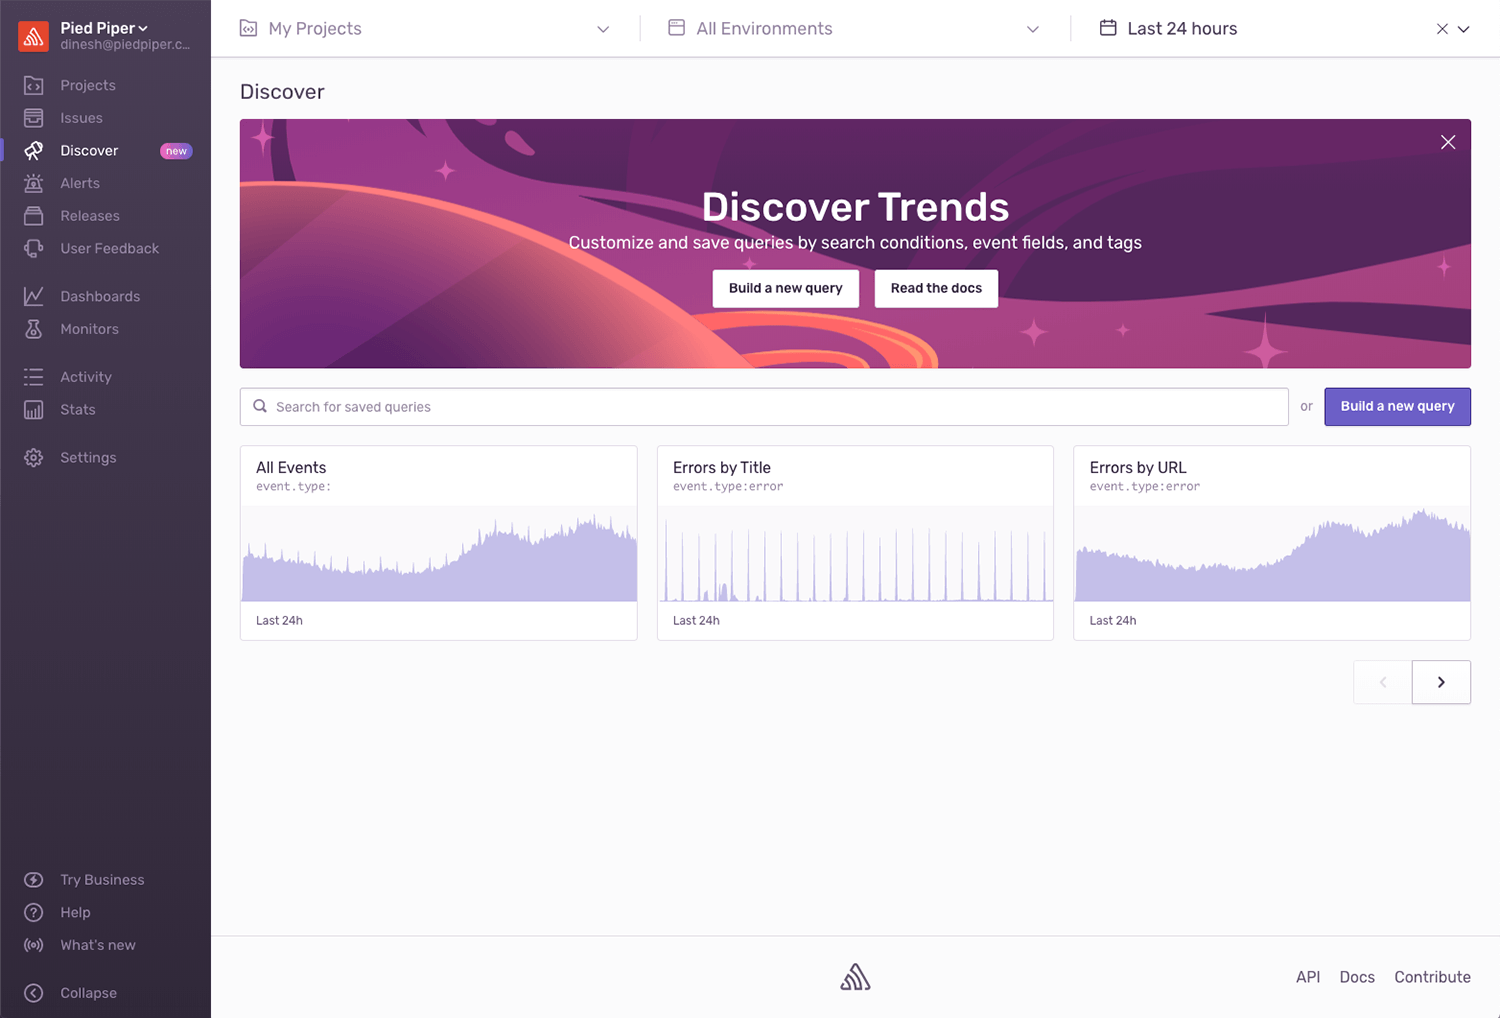 Pied Piper
dinesh@piedpiper.c...
Projects
Issues
Discover new
Alerts
Releases
User Feedback
Dashboards
Monitors
Activity
Stats
Settings
Try Business
Help
What's new
Collapse
My Projects
All Environments
Last 24 hours
Discover
Discover Trends
Customize and save queries by search conditions, event fields, and tags
Build a new query
Read the docs
Search for saved queries
or
Build a new query
All Events
event.type:
Last 24h
Errors by Title
event.type:error
Last 24h
Errors by URL
event.type:error
Last 24h
API
Docs
Contribute